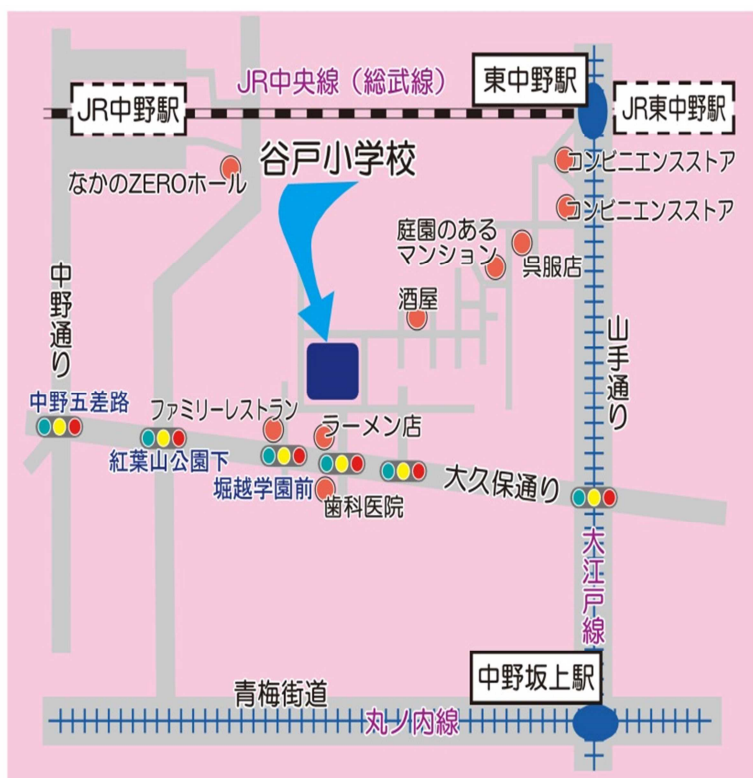 JR中央線（総武線）
東中野駅
JR中野駅
JR東中野駅
谷戸小学校
コンビニエンスストア
なかのZEROホール
コンビニエンスストア
庭園のある
マンション
呉服店
中野通り
酒屋
山手通り
中野五差路
ファミリーレストラン
ラーメン店
紅葉山公園下
堀越学園前
大久保通り
歯科医院
大江戸線
中野坂上駅
青梅街道
丸ノ内線